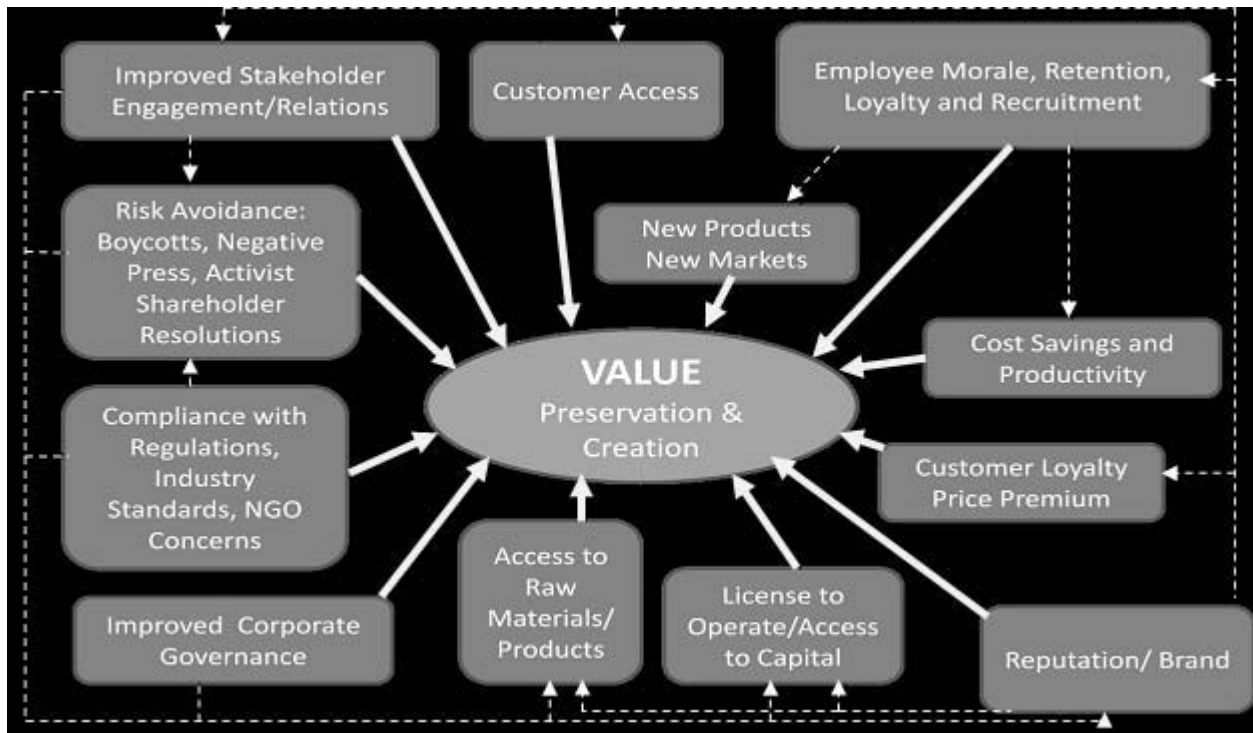 Improved Stakeholder
Engagement/Relations
Customer Access
Employee Morale, Retention,
Loyalty and Recruitment
Risk Avoidance:
Boycotts, Negative
Press, Activist
Shareholder
Resolutions
New Products
New Markets
VALUE
Preservation &
Creation
Cost Savings and
Productivity
Compliance with
Regulations,
Industry
Standards, NGO
Concerns
Customer Loyalty
Price Premium
Improved Corporate
Governance
Access to
Raw
Materials/
Products
License to
Operate/Access
to Capital
Reputation/ Brand